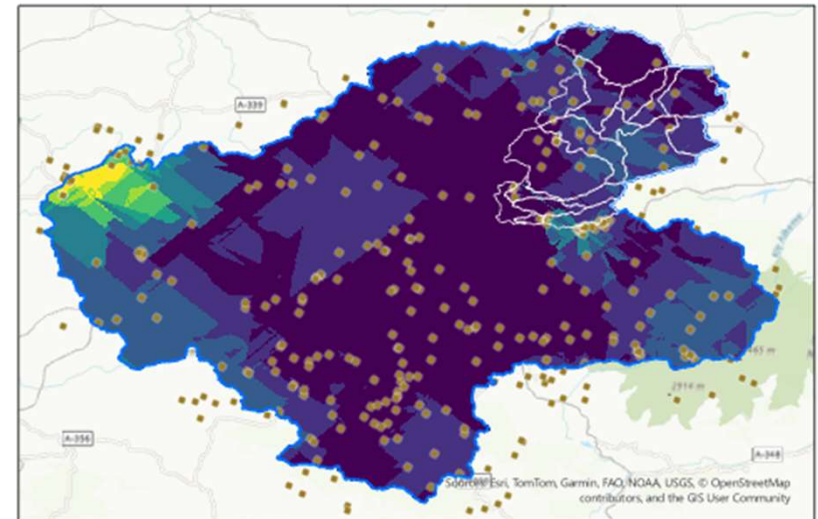 A-339
465 m
2914 m
A-356
A-348
Sources: Esri, TomTom, Garmin, FAO, NOAA, USGS, © OpenStreetMap
contributors, and the GIS User Community